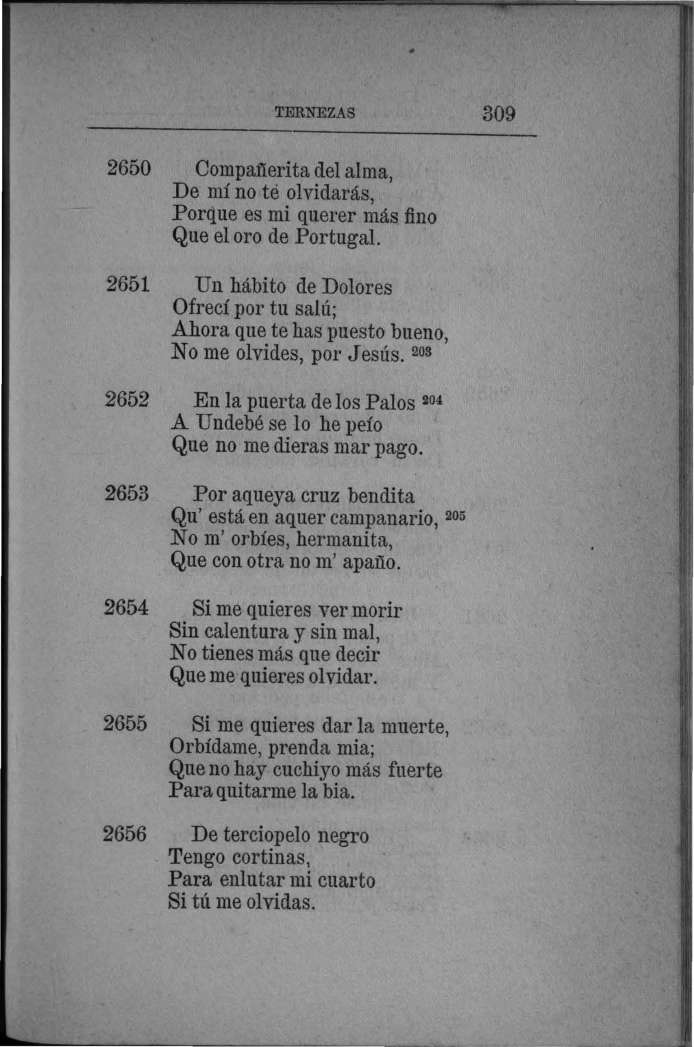 TERNEZAS 309
2650 Compañerita del alma,
De mí no te olvidarás,
Porque es mi querer más fino
Que el oro de Portugal.
2651 Un hábito de Dolores
Ofrecí por tu salú;
Ahora que te has puesto bueno,
No me olvides, por Jesús. 203
2652 En la puerta de los Palos 204
A Undebé se lo he peío
Que no me dieras mar pago.
2653 Por aqueya cruz bendita
Qu' está en aquer campanario, 205
No m' orbíes, hermanita,
Que con otra no m' apaño.
2654 Si me quieres ver morir
Sin calentura y sin mal,
No tienes más que decir
Que me quieres olvidar.
2655 Si me quieres dar la muerte,
Orbídame, prenda mia;
Que no hay cuchiyo más fuerte
Para quitarme la bia.
2656 De terciopelo negro
Tengo cortinas,
Para enlutar mi cuarto
Si tú me olvidas.